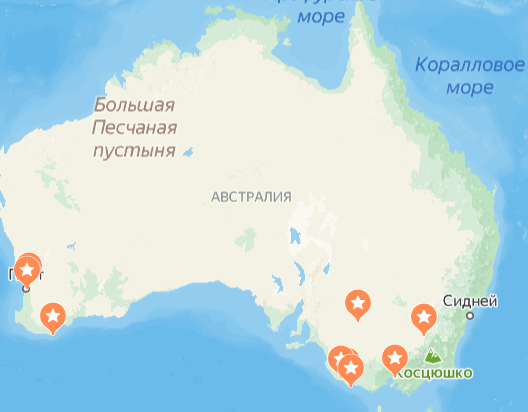 море
Коралловое
море
Большая
Песчаная
пустыня
АВСТРАЛИЯ
Сидней
Косцюшко